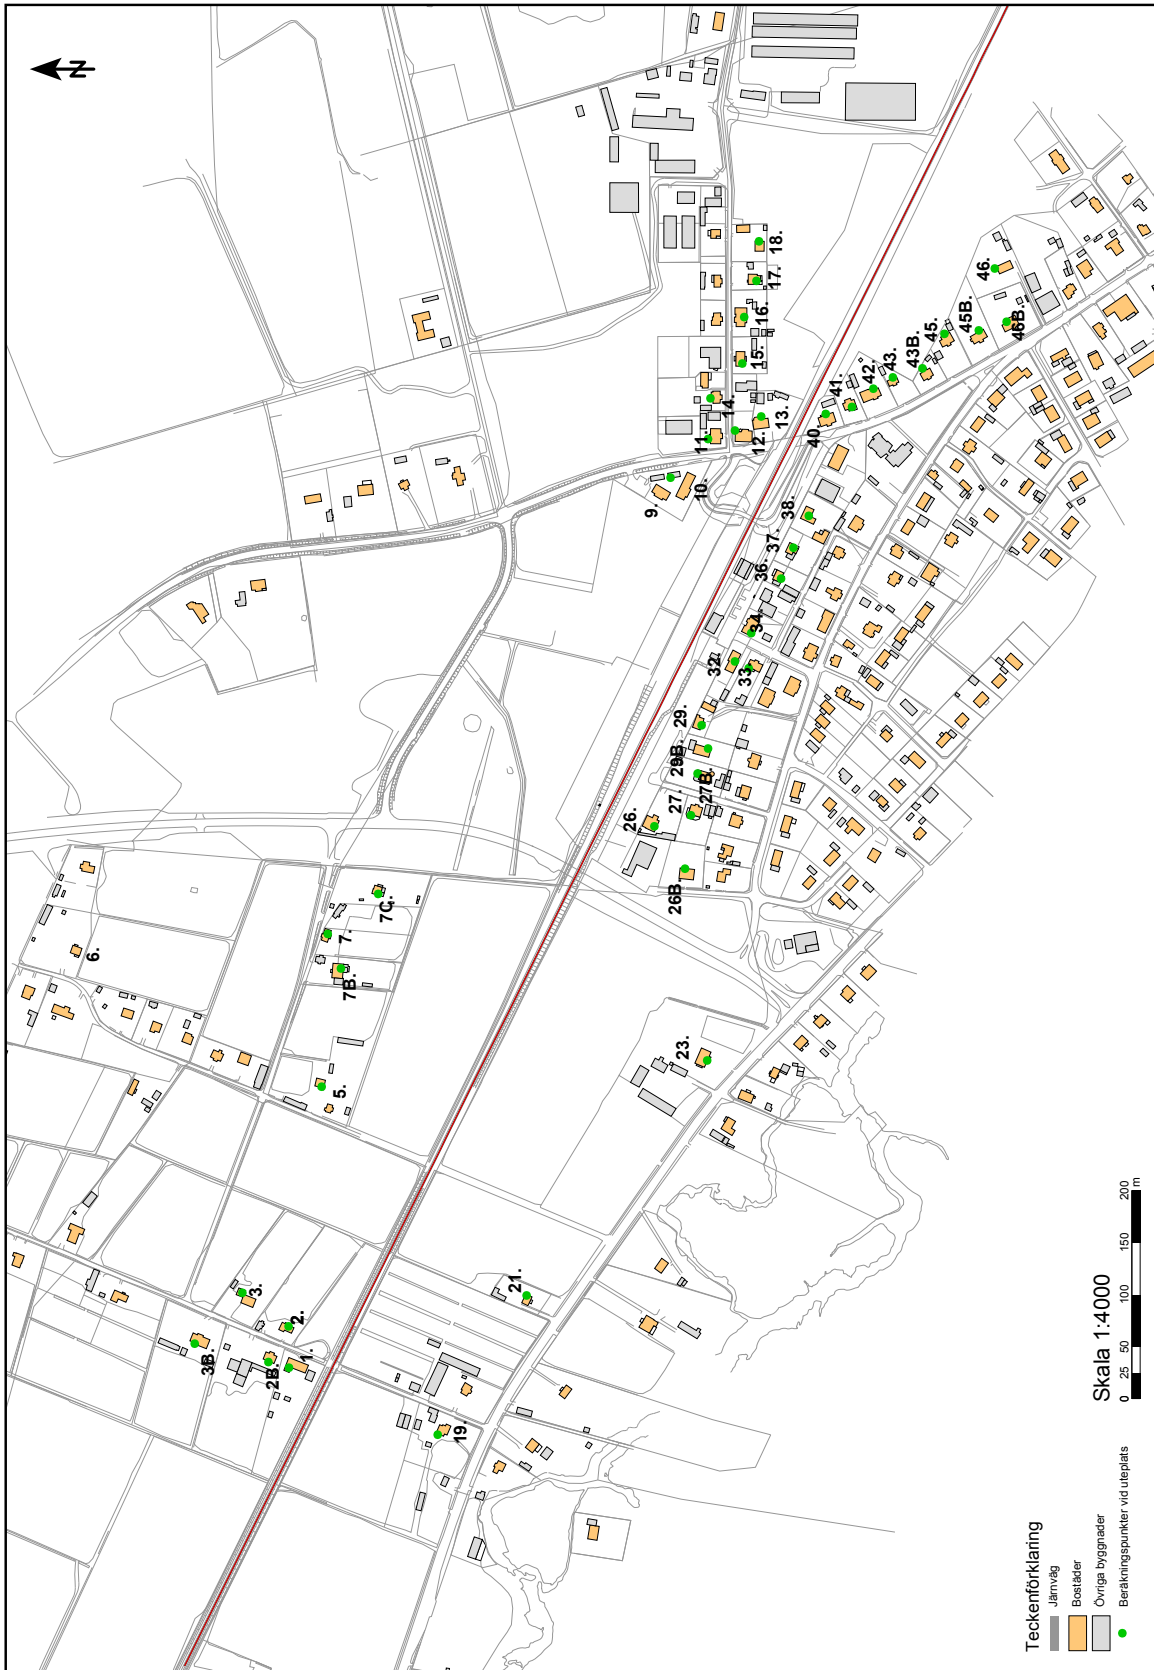 N
3B.
3.
2B.
2.
1.
19.
21.
5.
6.
7B.
7.
7C.
23.
26.
26B.
27.
27B.
29B.
29.
32.
33.
34.
36.
37.
38.
9.
10.
11.
12.
13.
14.
15.
16.
17.
18.
40.
41.
42.
43.
43B.
45.
45B.
46.
46B.
Teckenförklaring
Järnväg
Bostäder
Övriga byggnader
Beräkningspunkter vid uteplats
Skala 1:4000
0 25 50 100 150 200
m